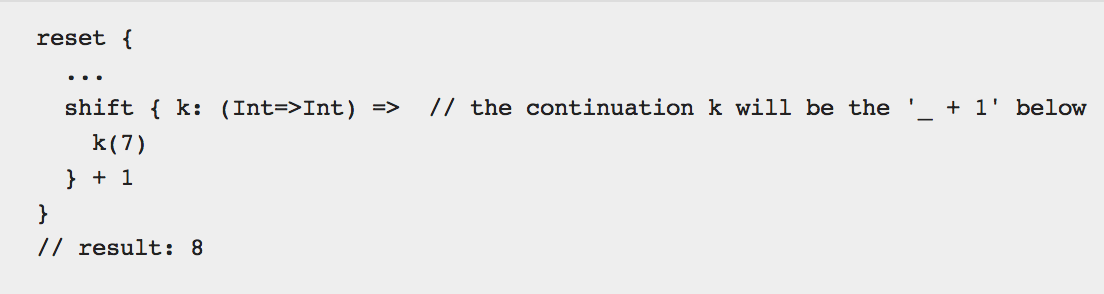 reset {
  ...
  shift { k: (Int=>Int) =>  // the continuation k will be the '_ + 1' below
    k(7)
  } + 1
}
// result: 8